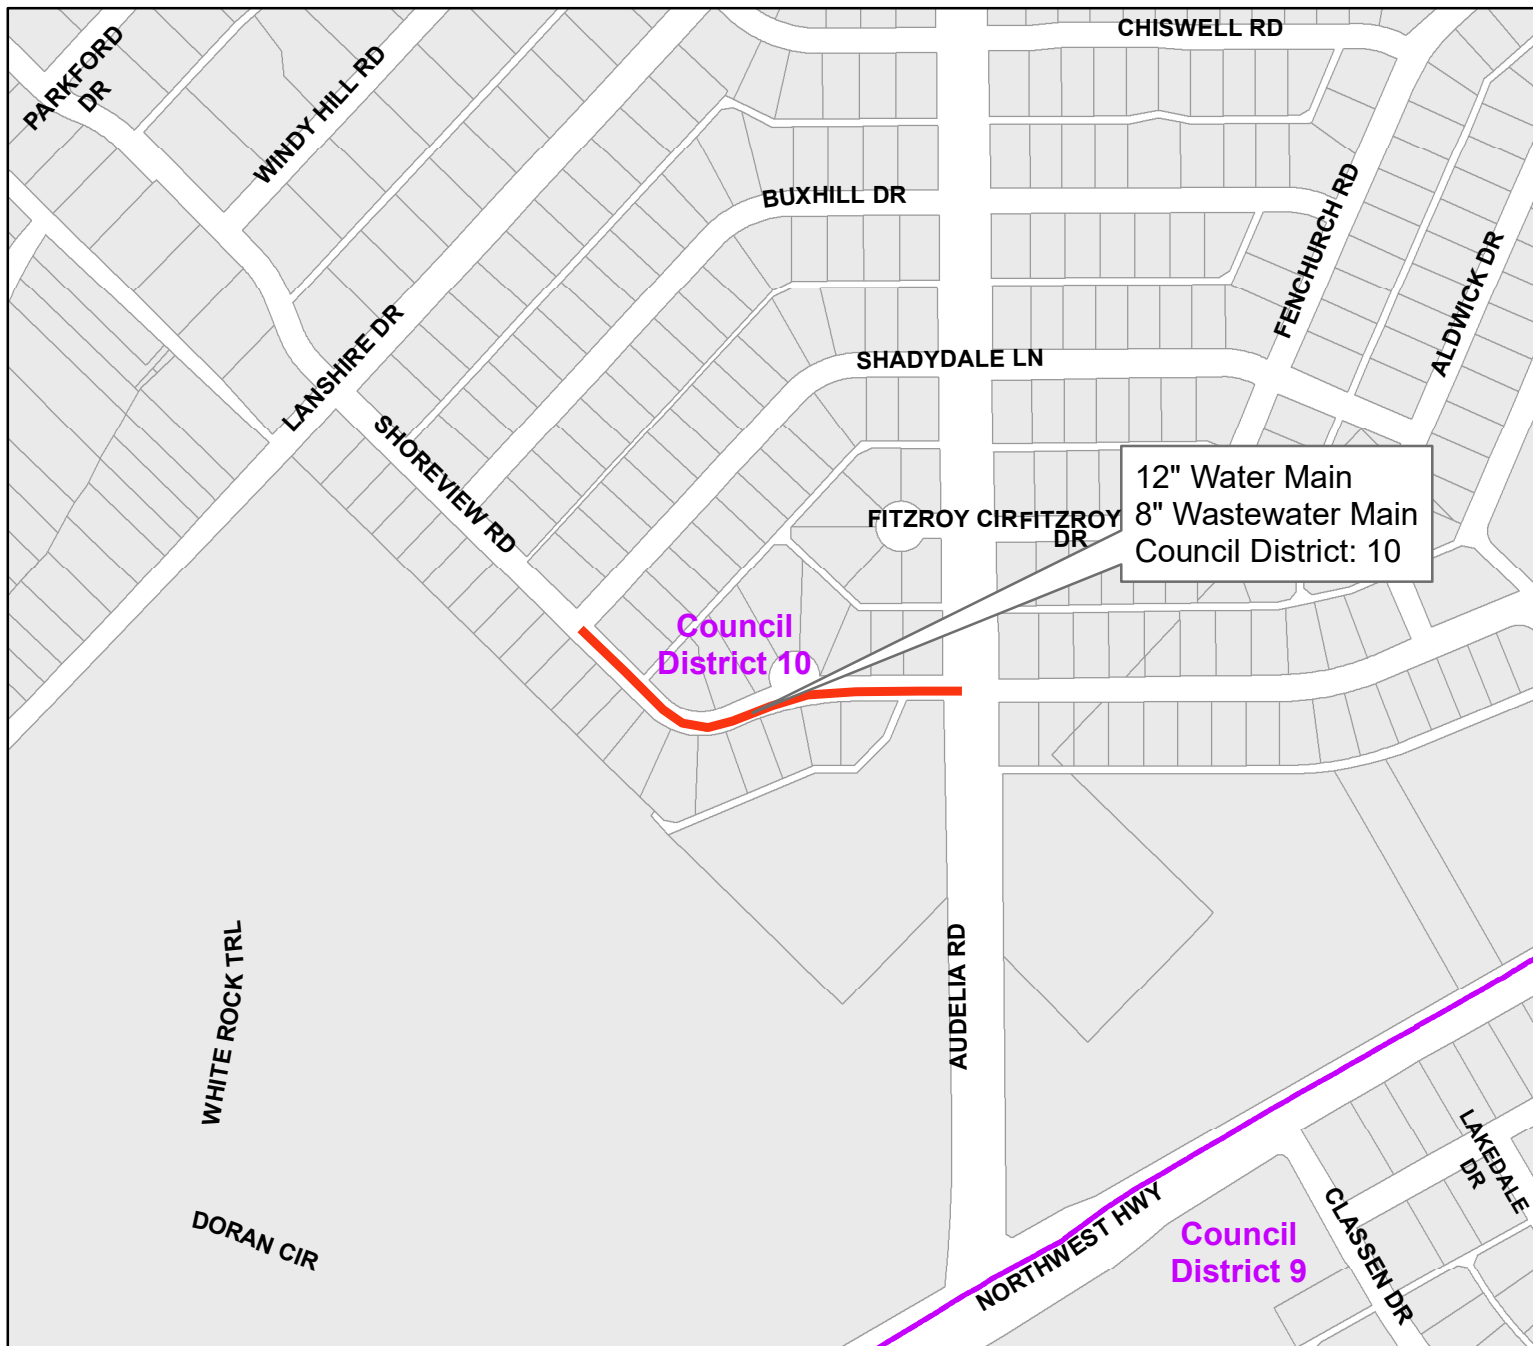 CHISWELL RD
PARKFORD
DR
WINDY HILL RD
BUXHILL DR
FENCHURCH RD
ALDWICK DR
LANSHIRE DR
SHADYDALE LN
SHOREVIEW RD
12" Water Main
8" Wastewater Main
Council District: 10
FITZROY CIR
FITZROY
DR
Council
District 10
WHITE ROCK TRL
AUDELIA RD
LAKEDALE
DR
NORTHWEST HWY
CLASSEN DR
Council
District 9
DORAN CIR